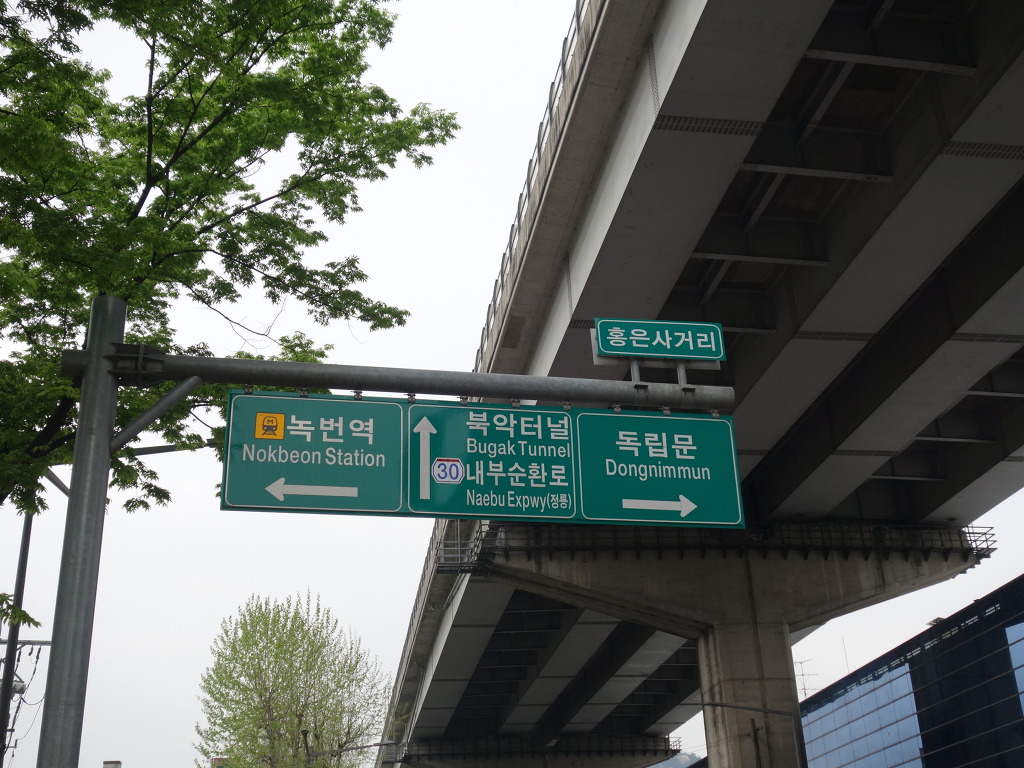 홍은사거리
녹번역
Nokbeon Station
북악터널
Bugak Tunnel
30
내부순환로
Naebu Expwy(정릉)
독립문
Dongnimmun